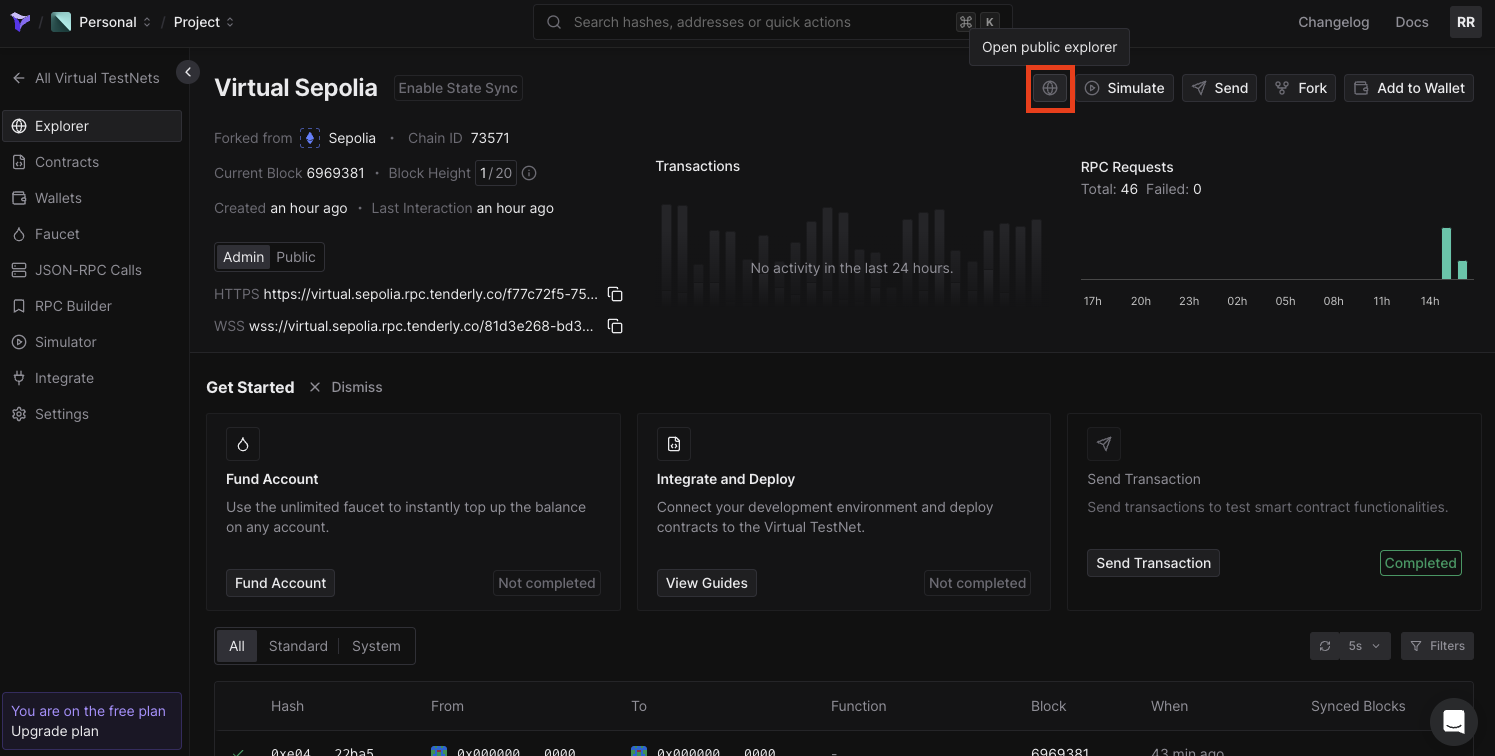 Personal
Project
Search hashes, addresses or quick actions
⌘ K
Changelog
Docs
RR
Open public explorer
All Virtual TestNets
Explorer
Contracts
Wallets
Faucet
JSON-RPC Calls
RPC Builder
Simulator
Integrate
Settings
You are on the free plan
Upgrade plan
Virtual Sepolia
Enable State Sync
Simulate
Send
Fork
Add to Wallet
Forked from Sepolia • Chain ID 73571
Current Block 6969381 • Block Height 1/20
Created an hour ago • Last Interaction an hour ago
Admin Public
HTTPS https://virtual.sepolia.rpc.tenderly.co/f77c72f5-75...
WSS wss://virtual.sepolia.rpc.tenderly.co/81d3e268-bd3...
Transactions
No activity in the last 24 hours.
RPC Requests
Total: 46 Failed: 0
17h 20h 23h 02h 05h 08h 11h 14h
Get Started
Dismiss
Fund Account
Use the unlimited faucet to instantly top up the balance
on any account.
Fund Account
Not completed
Integrate and Deploy
Connect your development environment and deploy
contracts to the Virtual TestNet.
View Guides
Not completed
Send Transaction
Send transactions to test smart contract functionalities.
Send Transaction
Completed
All Standard System
5s
Filters
Hash From To Function Block When Synced Blocks
0xe04...22ba5 0x000000...0000 0x000000...0000 - 6969381 43 min ago